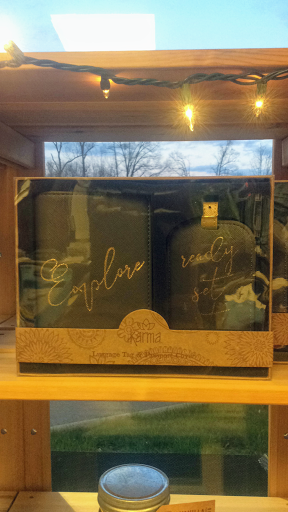 Explore
ready
set
karma
Luggage Tag & Passport Cover